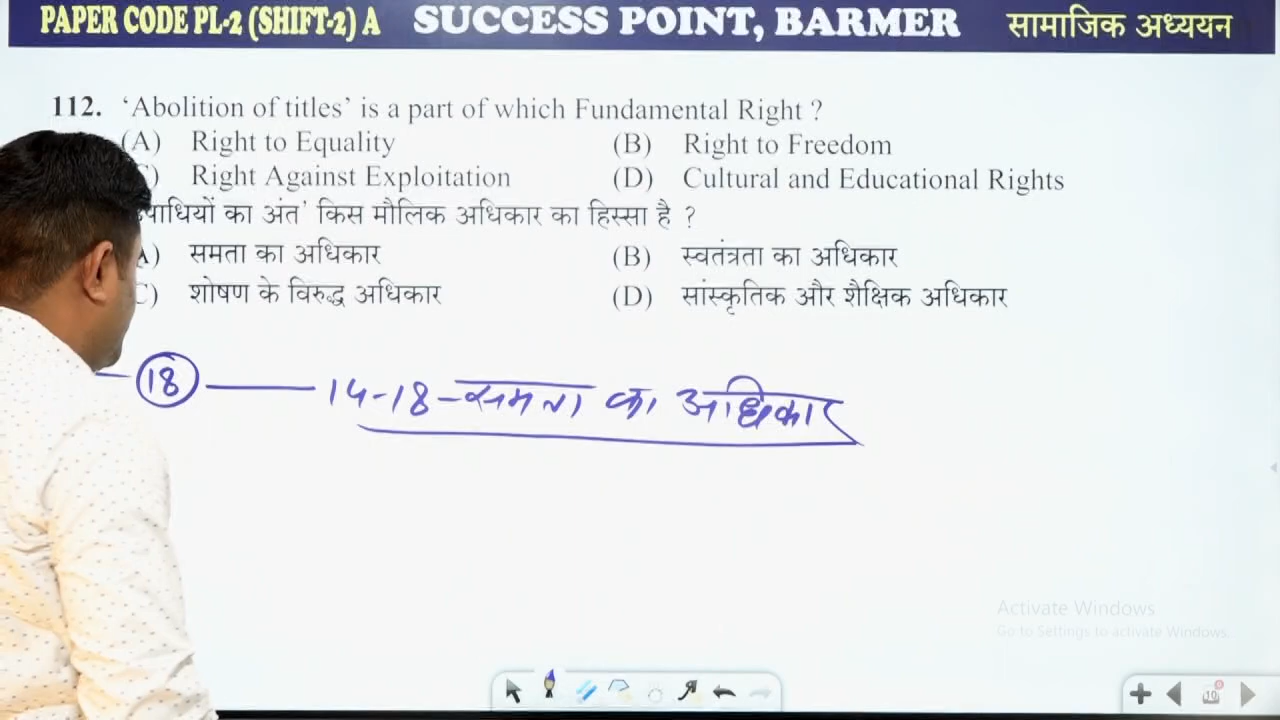 PAPER CODE PL-2 (SHIFT-2) A SUCCESS POINT, BARMER सामाजिक अध्ययन
112. ‘Abolition of titles’ is a part of which Fundamental Right ?
(A) Right to Equality (B) Right to Freedom
) Right Against Exploitation (D) Cultural and Educational Rights
का अंत’ किस मौलिक अधिकार का हिस्सा है ?
) समता का अधिकार (B) स्वतंत्रता का अधिकार
) शोषण के विरुद्ध अधिकार (D) सांस्कृतिक और शैक्षिक अधिकार
18 14-18-समता का अधिकार
Activate Windows
Go to Settings to activate Windows.